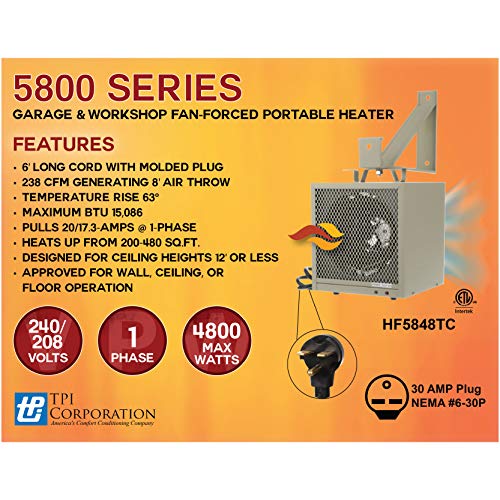 5800 SERIES
GARAGE & WORKSHOP FAN-FORCED PORTABLE HEATER
FEATURES
• 6' LONG CORD WITH MOLDED PLUG
• 238 CFM GENERATING 8' AIR THROW
• TEMPERATURE RISE 63°
• MAXIMUM BTU 15,086
• PULLS 20/17.3-AMPS @ 1-PHASE
• HEATS UP FROM 200-480 SQ.FT.
• DESIGNED FOR CEILING HEIGHTS 12' OR LESS
• APPROVED FOR WALL, CEILING, OR
FLOOR OPERATION
240/
208
VOLTS
1
PHASE
4800
MAX
WATTS
ETL
Intertek
HF5848TC
30 AMP Plug
NEMA #6-30P
tpi
TPI
CORPORATION
America's Comfort Conditioning Company